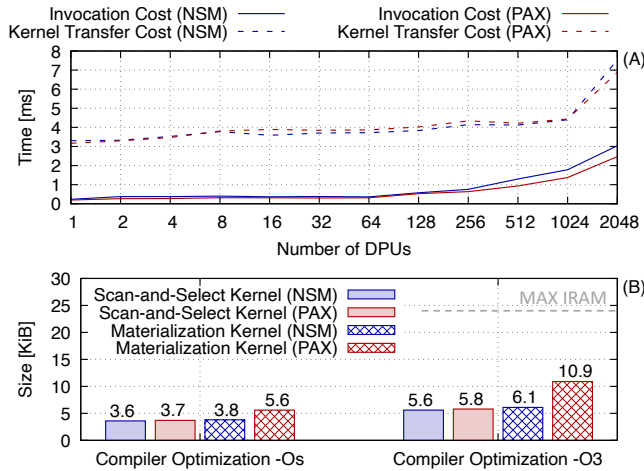 Invocation Cost (NSM) Invocation Cost (PAX)
Kernel Transfer Cost (NSM) Kernel Transfer Cost (PAX)
(A)
Time [ms]
8
7
6
5
4
3
2
1
0
1 2 4 8 16 32 64 128 256 512 1024 2048
Number of DPUs
(B)
Size [KiB]
30
25
20
15
10
5
0
Scan-and-Select Kernel (NSM)
Scan-and-Select Kernel (PAX)
Materialization Kernel (NSM)
Materialization Kernel (PAX)
MAX IRAM
3.6 3.7 3.8 5.6 5.6 5.8 6.1 10.9
Compiler Optimization -Os Compiler Optimization -O3